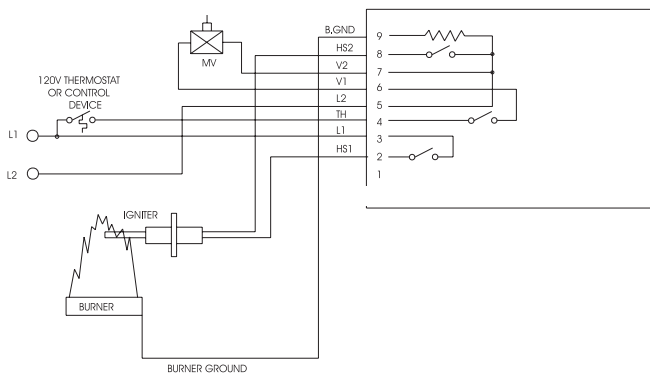 B,GND
9
HS2
8
MV
V2
7
V1
6
120V THERMOSTAT
OR CONTROL
DEVICE
L2
5
TH
4
L1
L1
3
HS1
2
L2
1
IGNITER
BURNER
BURNER GROUND